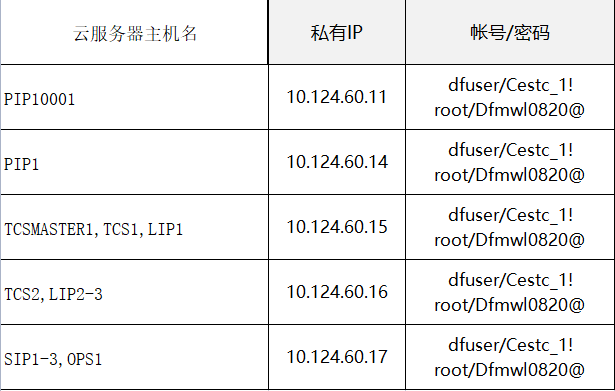 云服务器主机名 私有IP 帐号/密码
PIP10001 10.124.60.11 dfuser/Cestc_1!
root/Dfmwl0820@
PIP1 10.124.60.14 dfuser/Cestc_1!
root/Dfmwl0820@
TCSMASTER1,TCS1,LIP1 10.124.60.15 dfuser/Cestc_1!
root/Dfmwl0820@
TCS2,LIP2-3 10.124.60.16 dfuser/Cestc_1!
root/Dfmwl0820@
SIP1-3,OPS1 10.124.60.17 dfuser/Cestc_1!
root/Dfmwl0820@